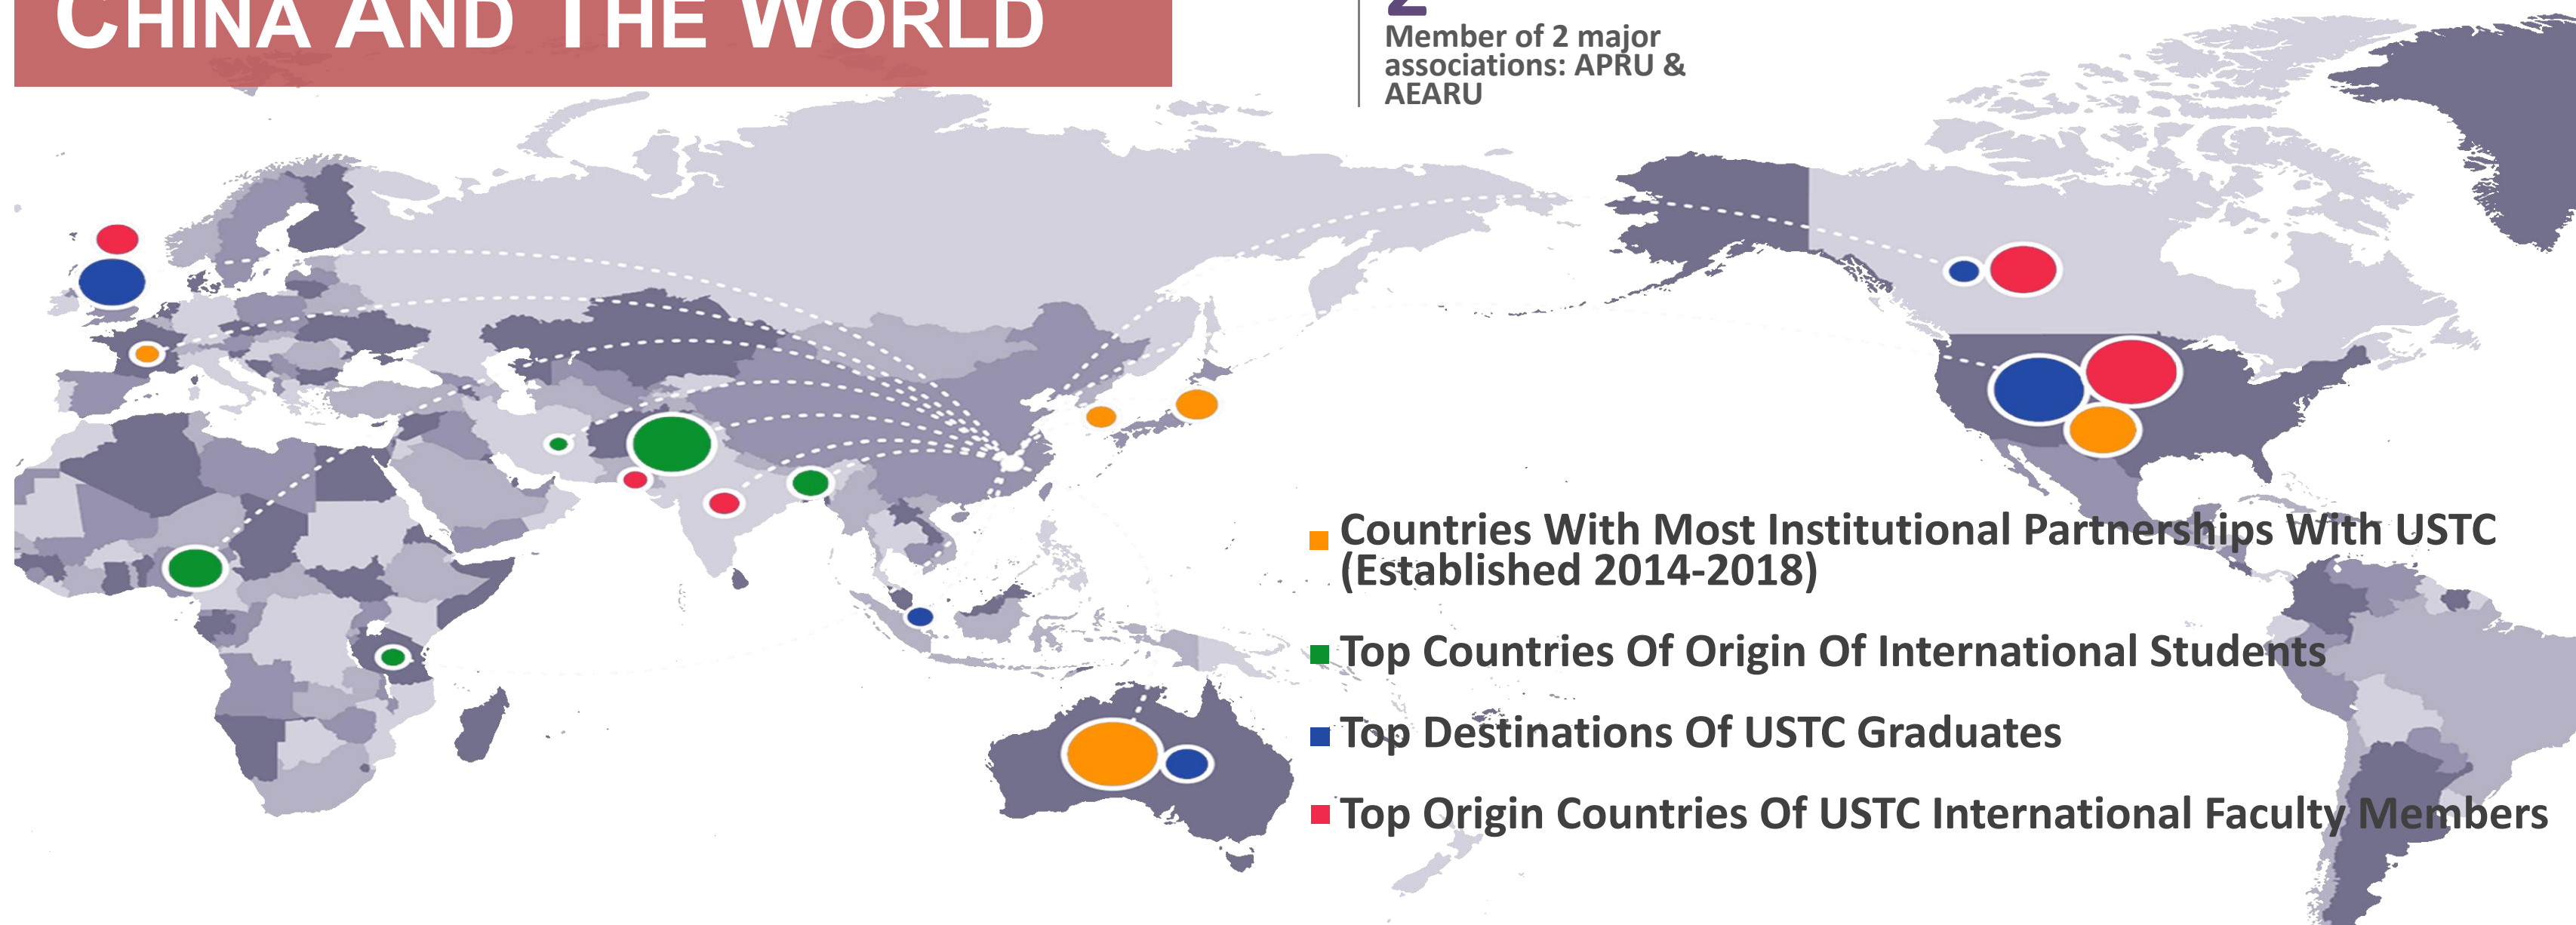 CHINA AND THE WORLD
2
Member of 2 major
associations: APRU &
AEARU
Countries With Most Institutional Partnerships With USTC
(Established 2014-2018)
Top Countries Of Origin Of International Students
Top Destinations Of USTC Graduates
Top Origin Countries Of USTC International Faculty Members